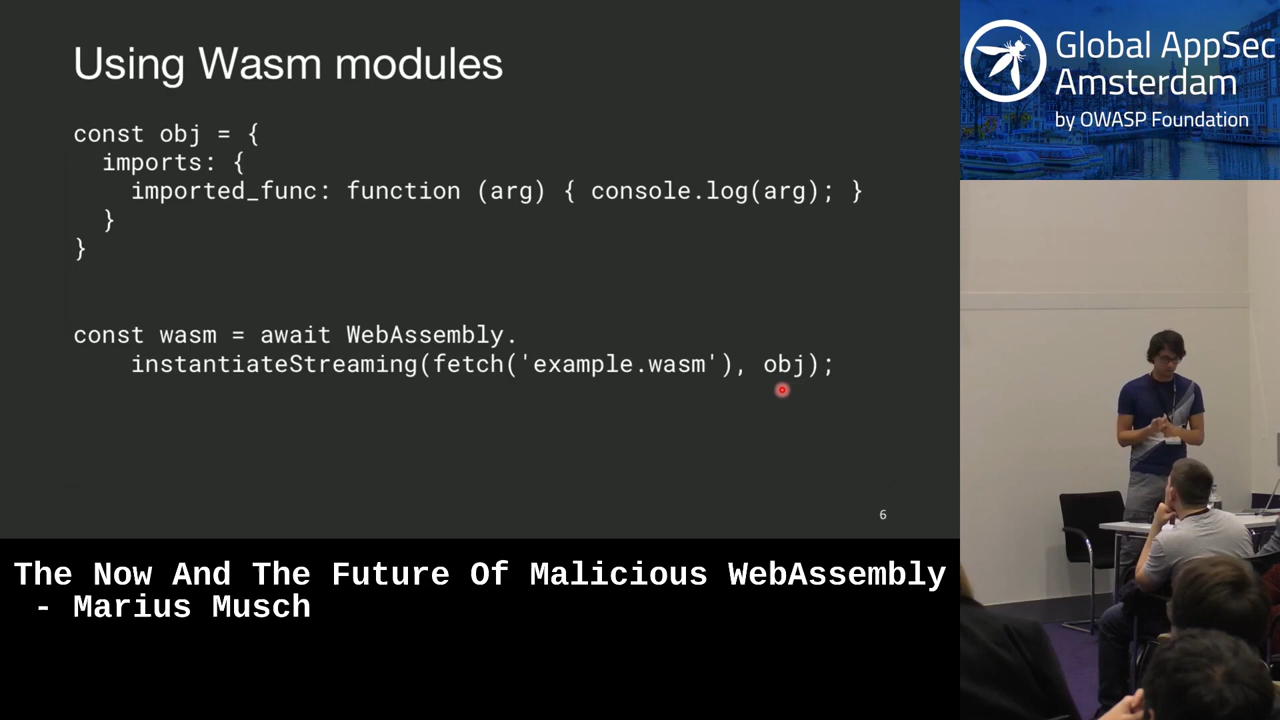 Using Wasm modules
const obj = {
imports: {
imported_func: function (arg) { console.log(arg); }
}
}
const wasm = await WebAssembly.
instantiateStreaming(fetch('example.wasm'), obj);
6
The Now And The Future Of Malicious WebAssembly
- Marius Musch
Global AppSec
Amsterdam
by OWASP Foundation